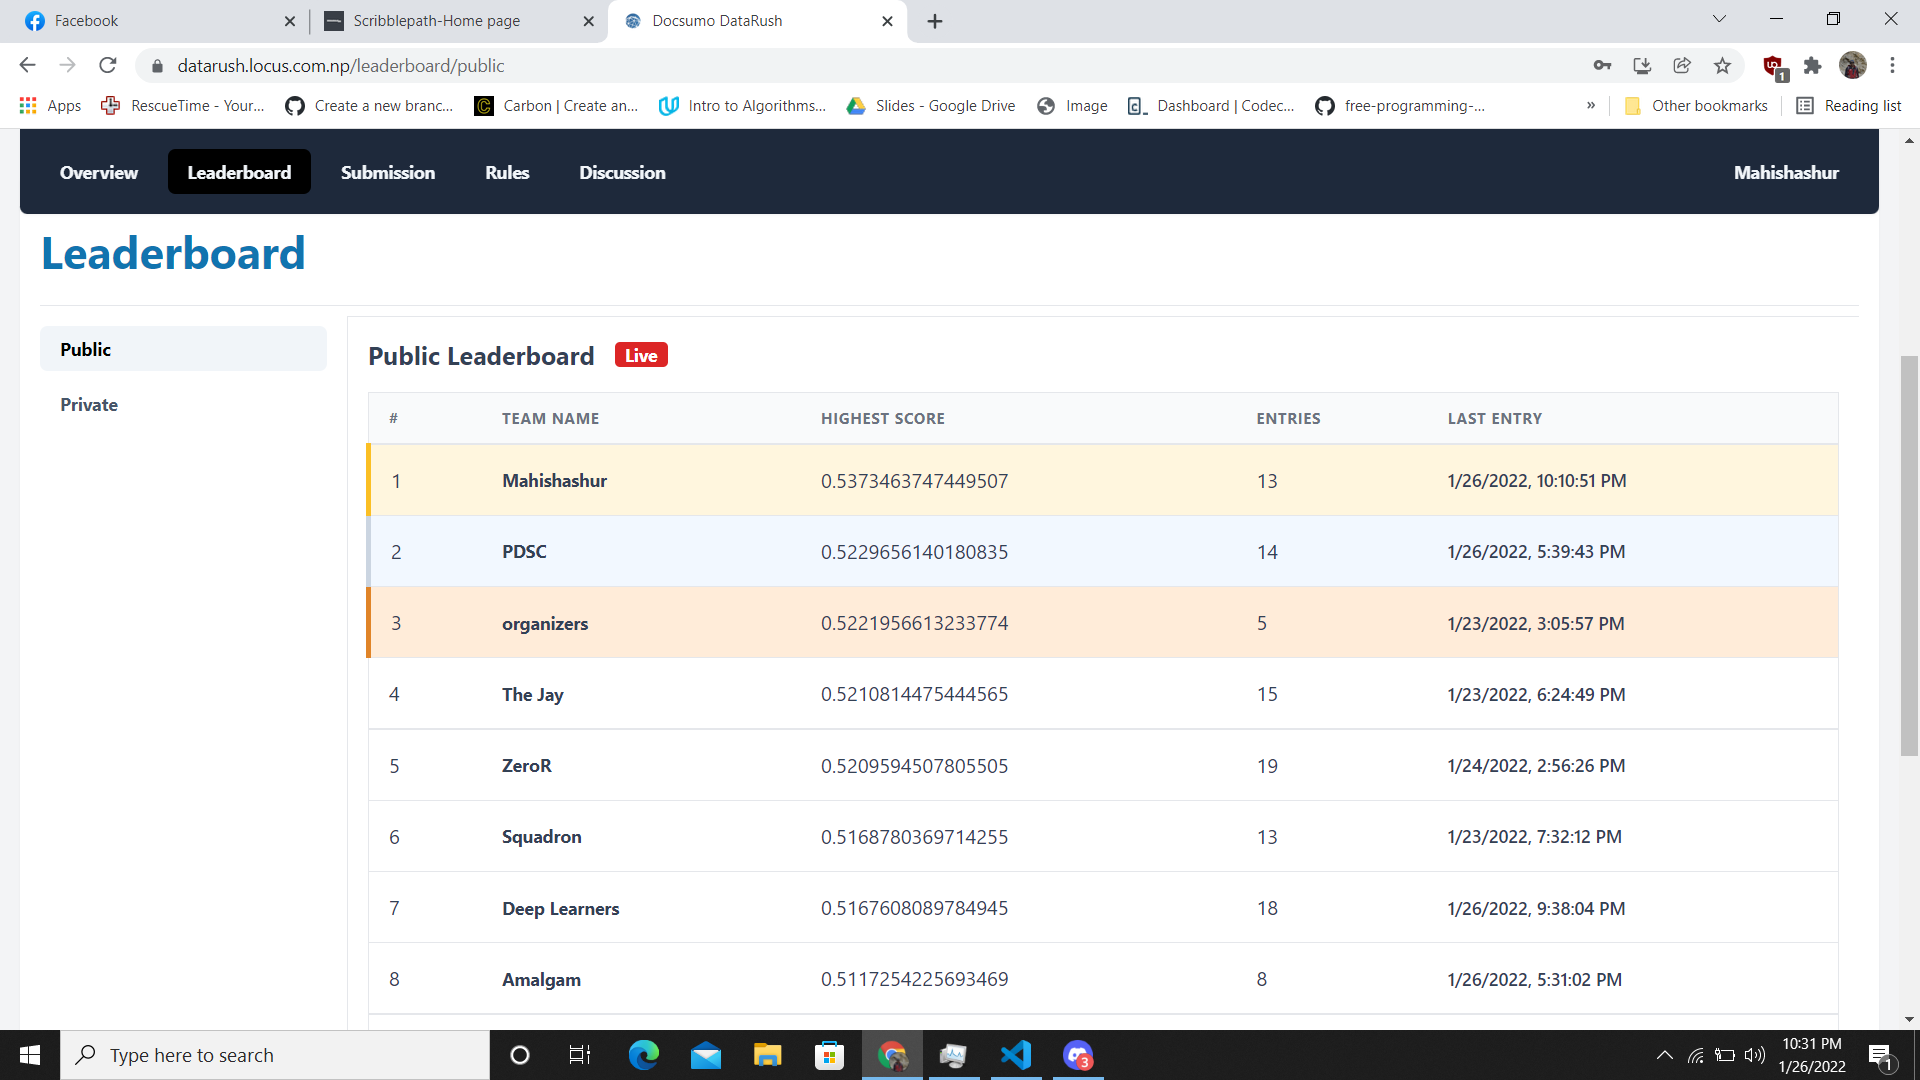 Facebook
Scribblepath-Home page
Docsumo DataRush
datarush.locus.com.np/leaderboard/public
1
Apps
RescueTime - Your...
Create a new branc...
Carbon | Create an...
Intro to Algorithms...
Slides - Google Drive
Image
Dashboard | Codec...
free-programming-...
»
Other bookmarks
Reading list
Overview
Leaderboard
Submission
Rules
Discussion
Mahishashur
Leaderboard
Public
Private
Public Leaderboard Live
# TEAM NAME HIGHEST SCORE ENTRIES LAST ENTRY
1 Mahishashur 0.5373463747449507 13 1/26/2022, 10:10:51 PM
2 PDSC 0.5229656140180835 14 1/26/2022, 5:39:43 PM
3 organizers 0.5221956613233774 5 1/23/2022, 3:05:57 PM
4 The Jay 0.5210814475444565 15 1/23/2022, 6:24:49 PM
5 ZeroR 0.5209594507805505 19 1/24/2022, 2:56:26 PM
6 Squadron 0.5168780369714255 13 1/23/2022, 7:32:12 PM
7 Deep Learners 0.5167608089784945 18 1/26/2022, 9:38:04 PM
8 Amalgam 0.5117254225693469 8 1/26/2022, 5:31:02 PM
Type here to search
3
10:31 PM
1/26/2022
1